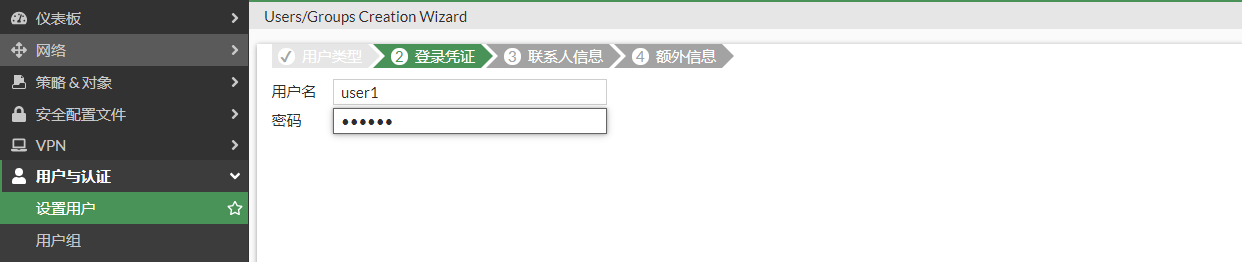 仪表板
网络
策略 & 对象
安全配置文件
VPN
用户与认证
设置用户
用户组
Users/Groups Creation Wizard
用户类型 2 登录凭证 3 联系人信息 4 额外信息
用户名 user1
密码 ••••••